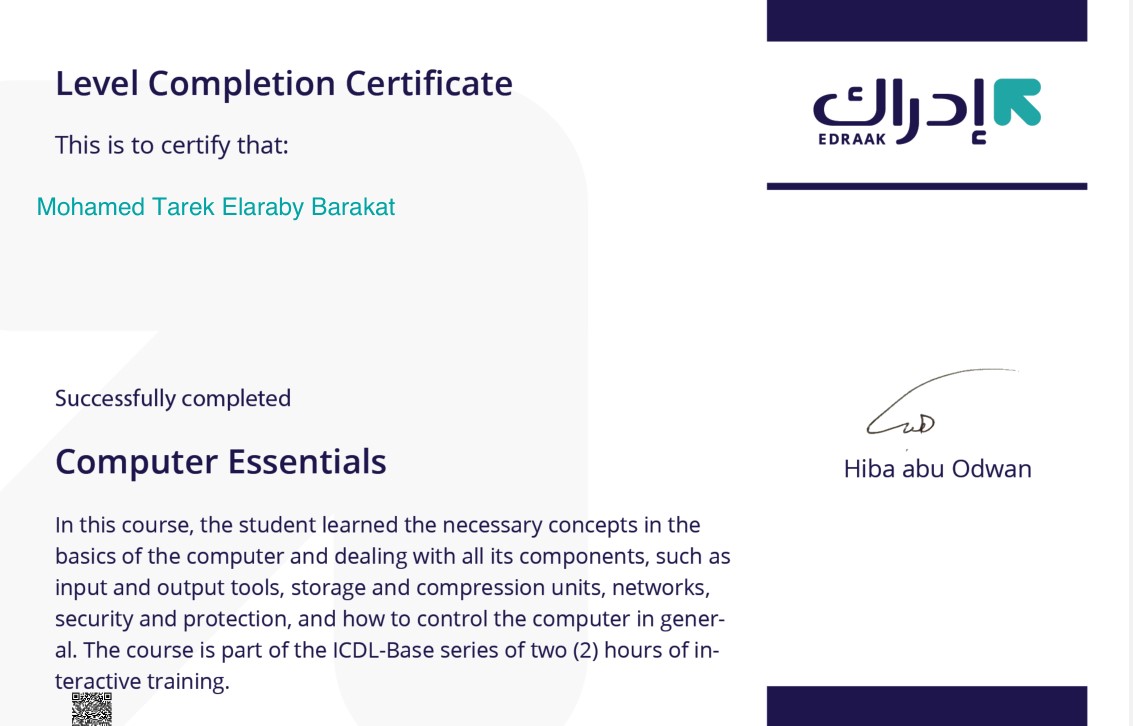 Level Completion Certificate
This is to certify that:
Mohamed Tarek Elaraby Barakat
Successfully completed
Computer Essentials
In this course, the student learned the necessary concepts in the
basics of the computer and dealing with all its components, such as
input and output tools, storage and compression units, networks,
security and protection, and how to control the computer in gener-
al. The course is part of the ICDL-Base series of two (2) hours of in-
teractive training.
إدراك
EDRAAK
Hiba abu Odwan